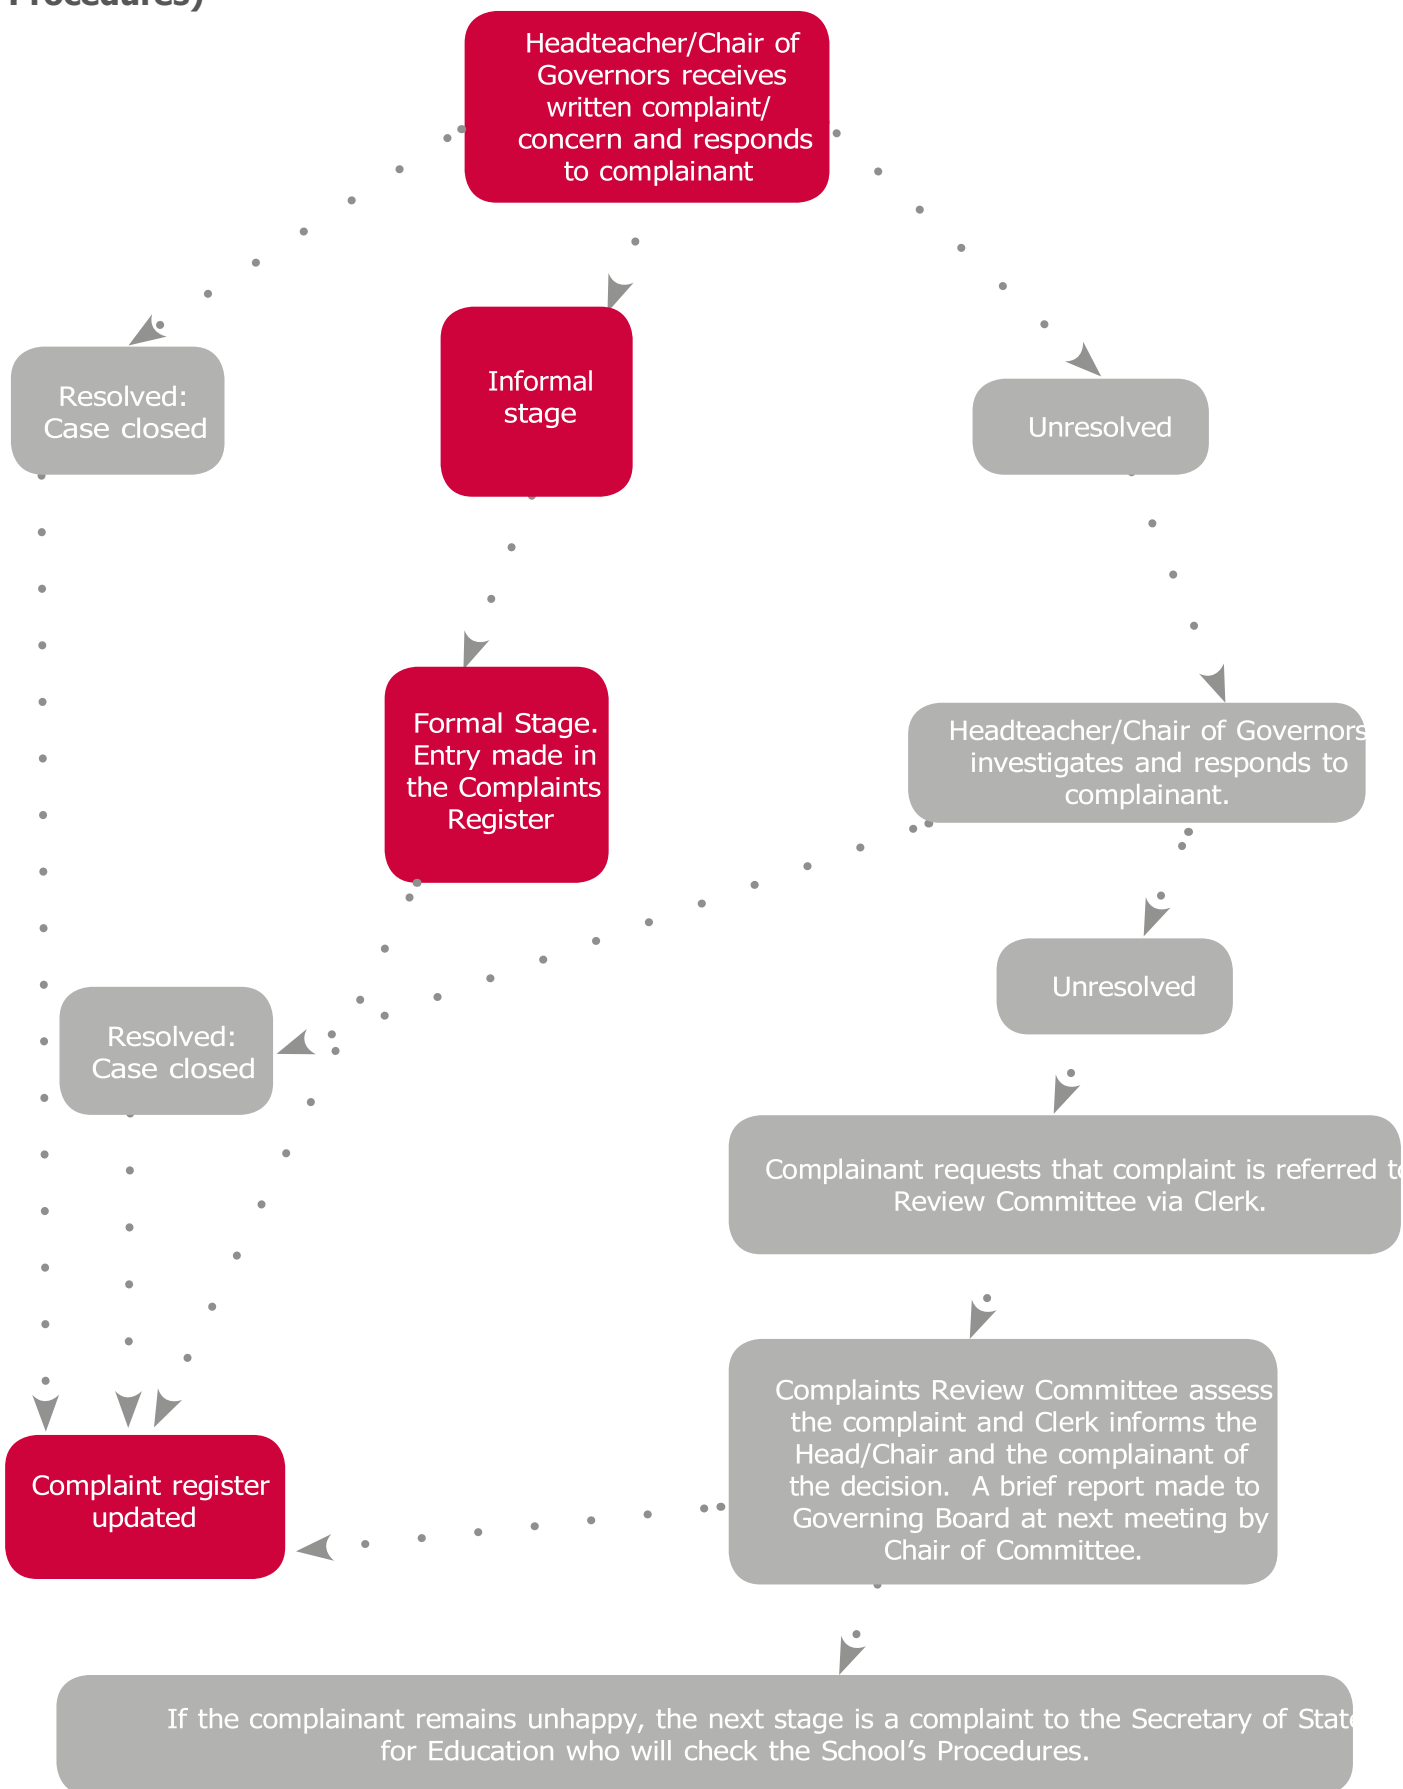 Procedures)
Headteacher/Chair of
Governors receives
written complaint/
concern and responds
to complainant
Resolved:
Case closed
Informal
stage
Unresolved
Formal Stage.
Entry made in
the Complaints
Register
Headteacher/Chair of Governors
investigates and responds to
complainant.
Unresolved
Resolved:
Case closed
Complainant requests that complaint is referred to
Review Committee via Clerk.
Complaints Review Committee assess
the complaint and Clerk informs the
Head/Chair and the complainant of
the decision.  A brief report made to
Governing Board at next meeting by
Chair of Committee.
Complaint register
updated
If the complainant remains unhappy, the next stage is a complaint to the Secretary of State
for Education who will check the School’s Procedures.